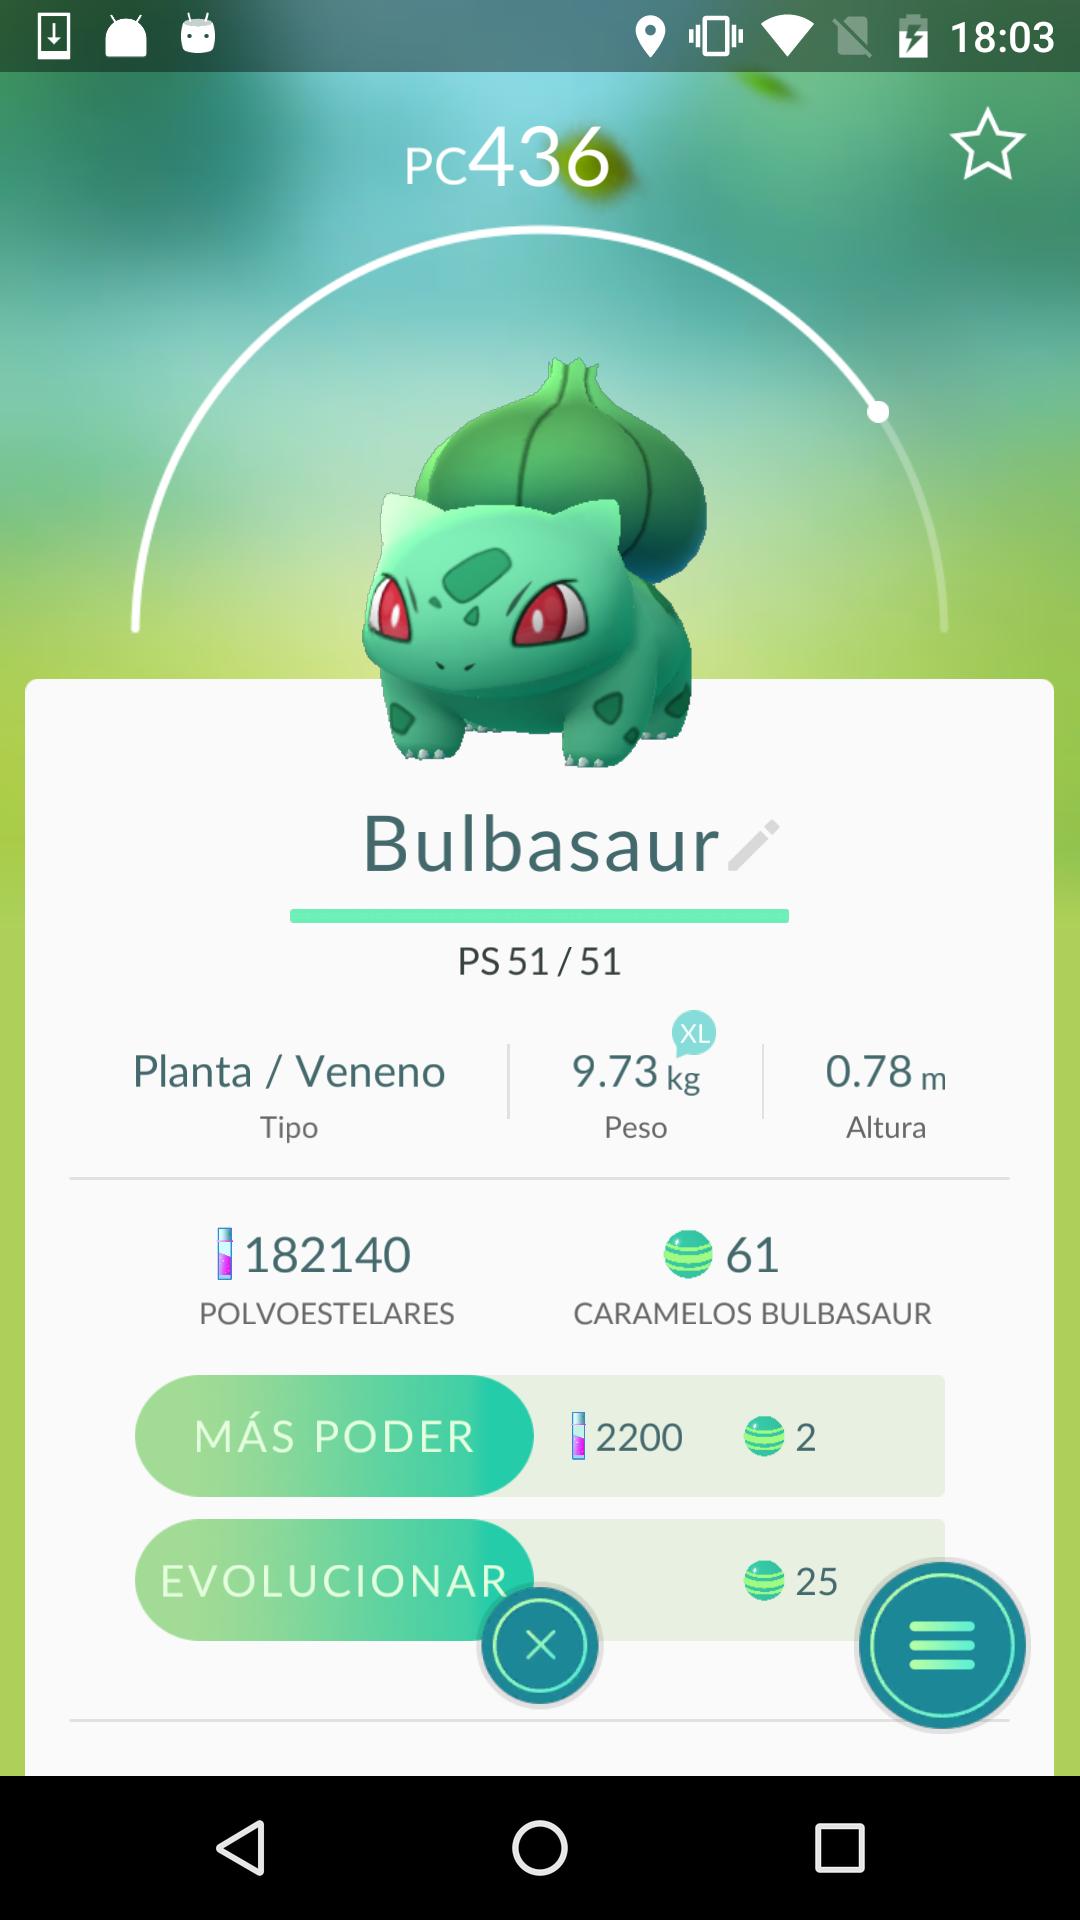 18:03
PC436
Bulbasaur
PS 51 / 51
XL
Planta / Veneno 9.73 kg 0.78 m
Tipo Peso Altura
182140 61
POLVOESTELARES CARAMELOS BULBASAUR
MÁS PODER 2200 2
EVOLUCIONAR 25